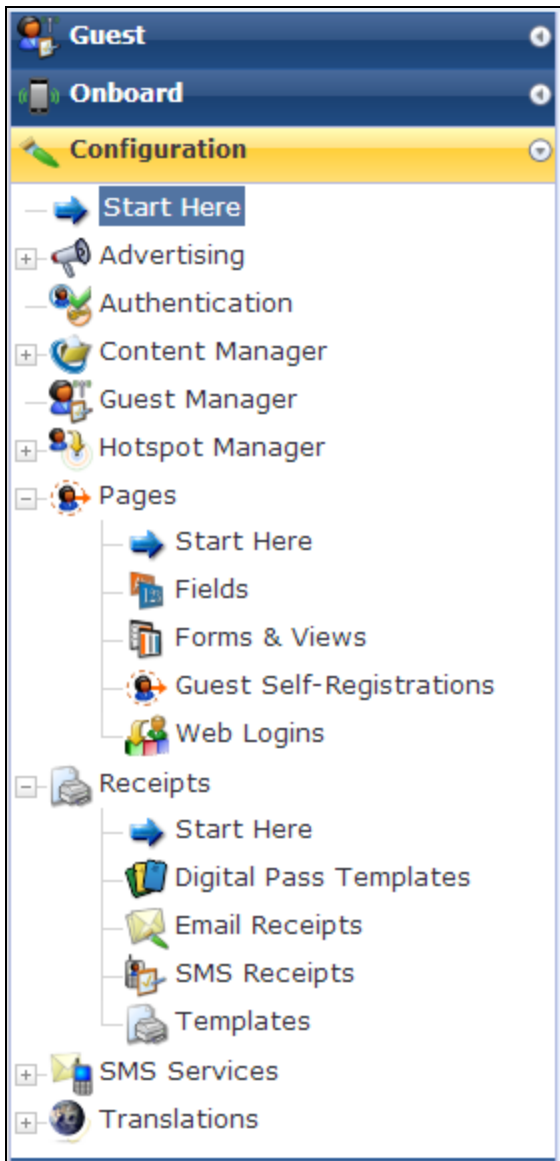 Guest
Onboard
Configuration
Start Here
Advertising
Authentication
Content Manager
Guest Manager
Hotspot Manager
Pages
Start Here
Fields
Forms & Views
Guest Self-Registrations
Web Logins
Receipts
Start Here
Digital Pass Templates
Email Receipts
SMS Receipts
Templates
SMS Services
Translations